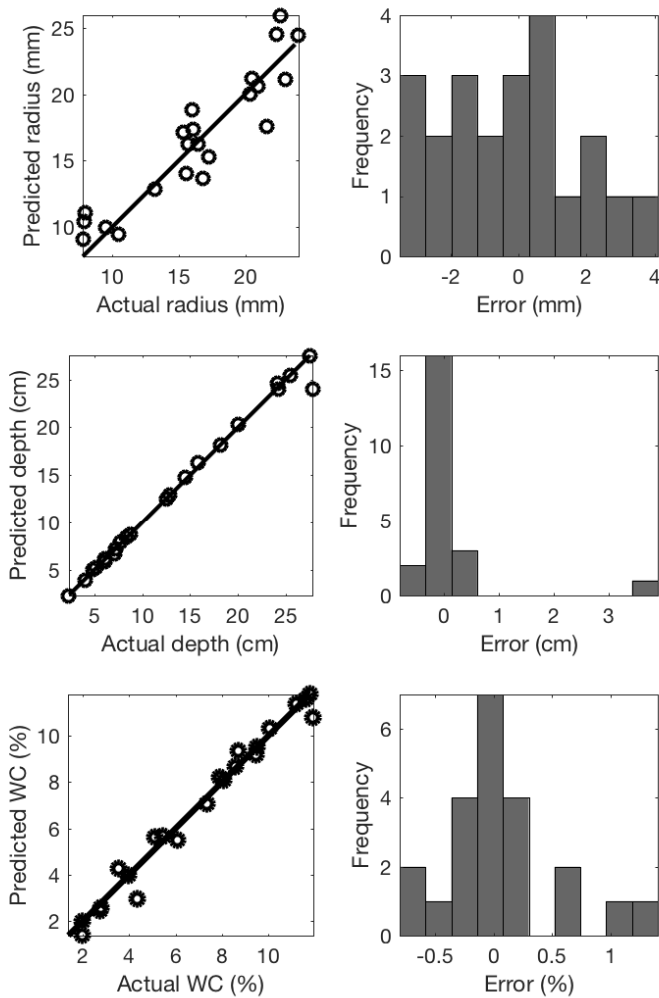 25
20
15
10
Predicted radius (mm)
10 15 20
Actual radius (mm)
4
3
2
1
0
Frequency
-2 0 2 4
Error (mm)
25
20
15
10
5
Predicted depth (cm)
5 10 15 20 25
Actual depth (cm)
15
10
5
0
Frequency
0 1 2 3
Error (cm)
10
8
6
4
2
Predicted WC (%)
2 4 6 8 10
Actual WC (%)
6
4
2
0
Frequency
-0.5 0 0.5 1
Error (%)